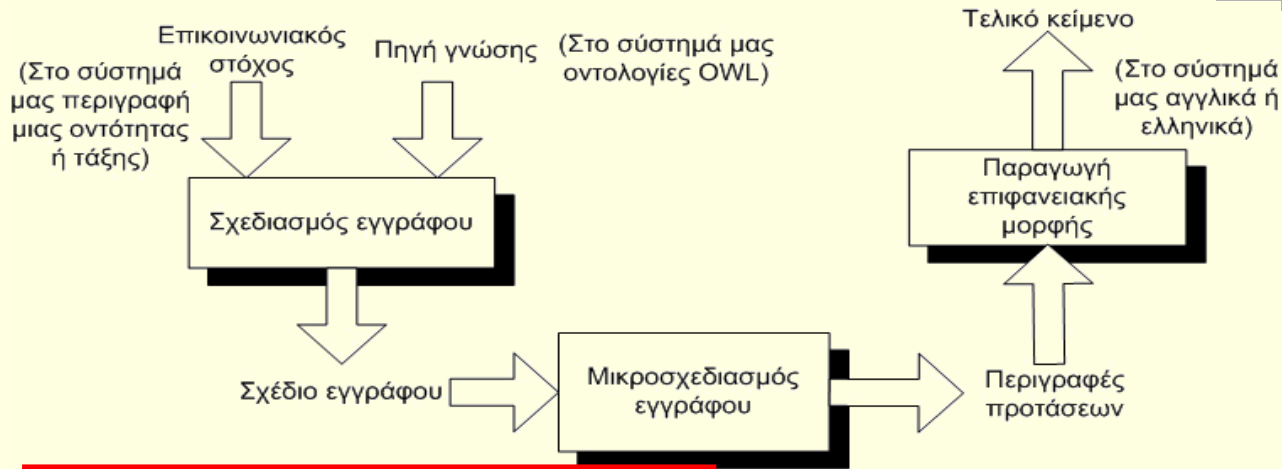 Επικοινωνιακός
στόχος
(Στο σύστημά
μας περιγραφή
μιας οντότητας
ή τάξης)
Πηγή γνώσης
(Στο σύστημά μας
οντολογίες OWL)
Σχεδιασμός εγγράφου
Σχέδιο εγγράφου
Μικροσχεδιασμός
εγγράφου
Περιγραφές
προτάσεων
Παραγωγή
επιφανειακής
μορφής
(Στο σύστημά
μας αγγλικά ή
ελληνικά)
Τελικό κείμενο